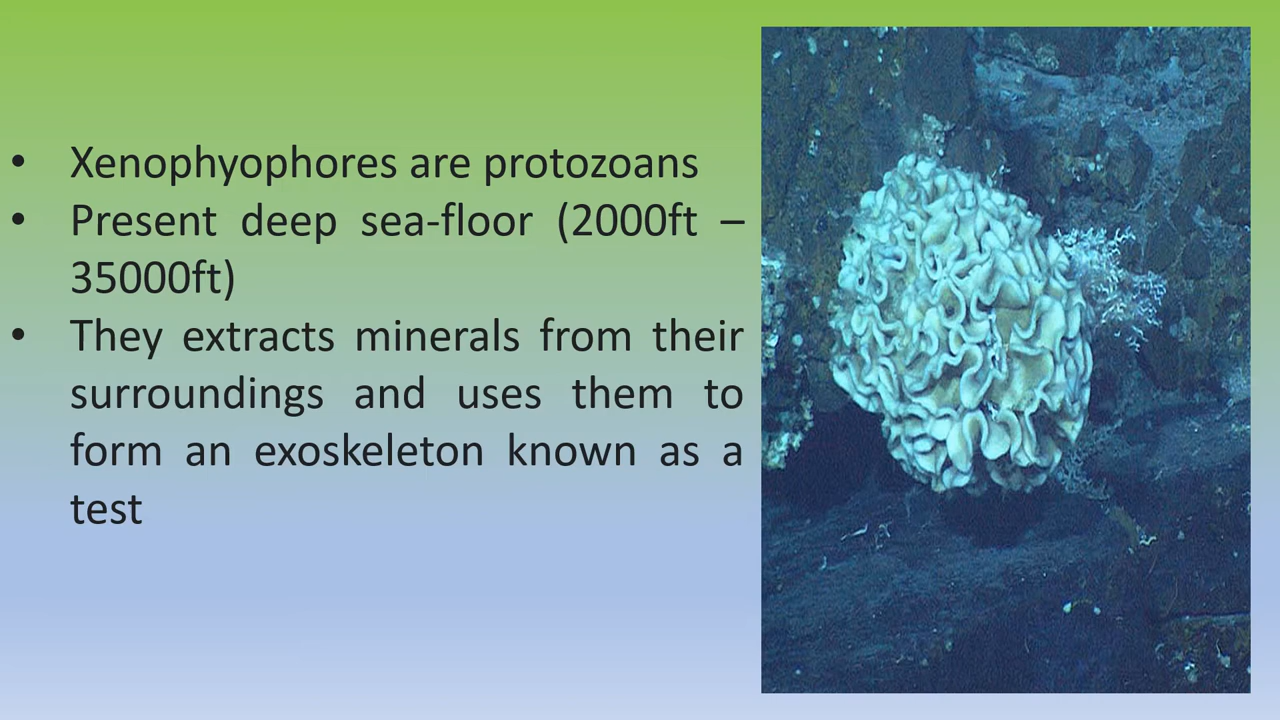 • Xenophyophores are protozoans
• Present deep sea-floor (2000ft –
35000ft)
• They extracts minerals from their
surroundings and uses them to
form an exoskeleton known as a
test